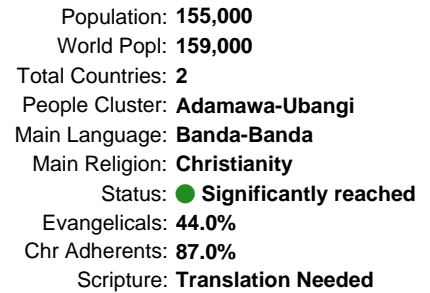 Population: 155,000
World Popl: 159,000
Total Countries: 2
People Cluster: Adamawa-Ubangi
Main Language: Banda-Banda
Main Religion: Christianity
Status: Significantly reached
Evangelicals: 44.0%
Chr Adherents: 87.0%
Scripture: Translation Needed